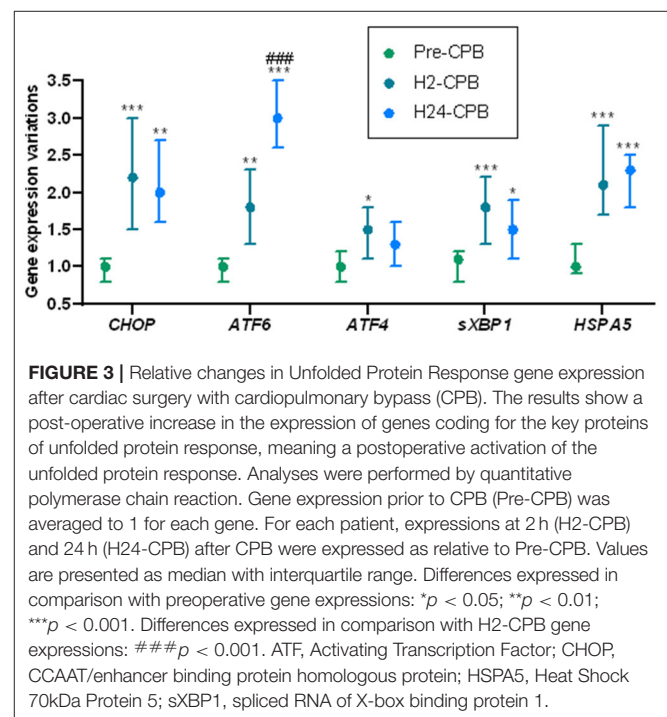 Pre-CPB
H2-CPB
H24-CPB
###
***
***
**
**
*
***
*
***
***
Gene expression variations
3.5
3.0
2.5
2.0
1.5
1.0
0.5
CHOP ATF6 ATF4 sXBP1 HSPA5
FIGURE 3 | Relative changes in Unfolded Protein Response gene expression
after cardiac surgery with cardiopulmonary bypass (CPB). The results show a
post-operative increase in the expression of genes coding for the key proteins
of unfolded protein response, meaning a postoperative activation of the
unfolded protein response. Analyses were performed by quantitative
polymerase chain reaction. Gene expression prior to CPB (Pre-CPB) was
averaged to 1 for each gene. For each patient, expressions at 2 h (H2-CPB)
and 24 h (H24-CPB) after CPB were expressed as relative to Pre-CPB. Values
are presented as median with interquartile range. Differences expressed in
comparison with preoperative gene expressions: *p < 0.05; **p < 0.01;
***p < 0.001. Differences expressed in comparison with H2-CPB gene
expressions: ###p < 0.001. ATF, Activating Transcription Factor; CHOP,
CCAAT/enhancer binding protein homologous protein; HSPA5, Heat Shock
70kDa Protein 5; sXBP1, spliced RNA of X-box binding protein 1.